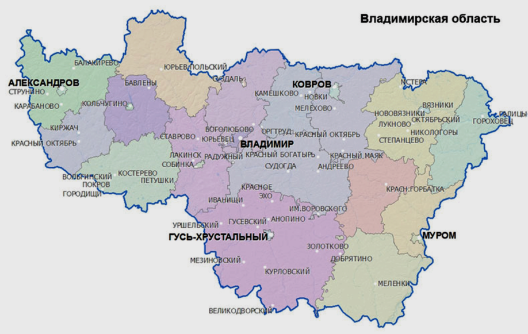 Владимирская область
БАЛАКИРЕВО
ЮРЬЕВ-ПОЛЬСКИЙ
АЛЕКСАНДРОВ
СТРУНИНО
БАВЛЕНЫ
СУЗДАЛЬ
КОВРОВ
МСТЕРА
КАРАБАНОВО
КОЛЬЧУГИНО
КАМЕШКОВО
НОВКИ
МЕЛЕХОВО
ВЯЗНИКИ
НОВОВЯЗНИКИ
ГАЛИЦЫ
ОКТЯБРЬСКИЙ
ГОРОХОВЕЦ
ЛУКНОВО
КИРЖАЧ
БОГОЛЮБОВО
ОРГТРУД
НИКОЛОГОРЫ
СТАВРОВО
ЮРЬЕВЕЦ
КРАСНЫЙ ОКТЯБРЬ
СТЕПАНЦЕВО
КРАСНЫЙ ОКТЯБРЬ
ВЛАДИМИР
ЛАКИНСК
РАДУЖНЫЙ
КРАСНЫЙ БОГАТЫРЬ
КРАСНЫЙ МАЯК
СОБИНКА
СУДОГДА
АНДРЕЕВО
КОСТЕРЕВО
ПОКРОВ
ПЕТУШКИ
КРАСНОЕ
ЭХО
КРАСН.ГОРБАТКА
ГОРОДИЩИ
ИВАНИЩИ
ИМ.ВОРОВСКОГО
УРШЕЛЬСКИЙ
ГУСЕВСКИЙ
АНОПИНО
ГУСЬ-ХРУСТАЛЬНЫЙ
МУРОМ
ЗОЛОТКОВО
МЕЗИНОВСКИЙ
ДОБРЯТИНО
КУРЛОВСКИЙ
МЕЛЕНКИ
ВЕЛИКОДВОРСКИЙ